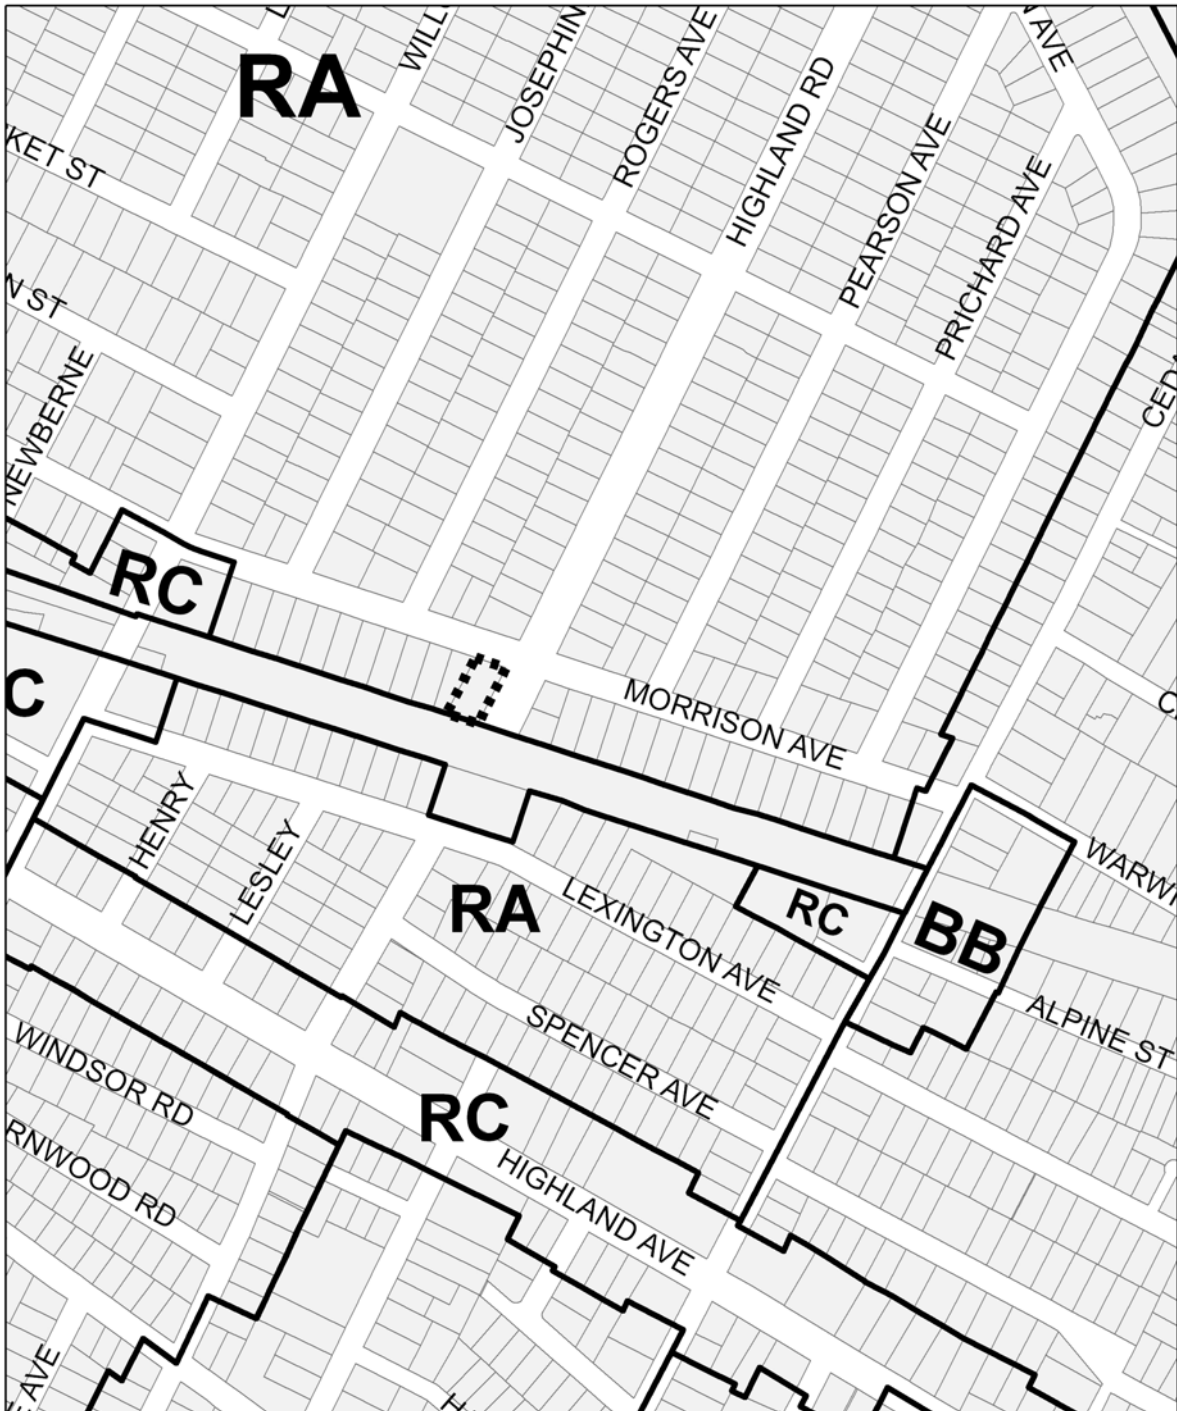 RA
WILL
JOSEPHIN
ROGERS AVE
HIGHLAND RD
N AVE
PEARSON AVE
PRICHARD AVE
KET ST
N ST
NEWBERNE
CEDA
RC
C
MORRISON AVE
HENRY
LESLEY
RA
LEXINGTON AVE
RC
BB
WARWI
ALPINE ST
SPENCER AVE
WINDSOR RD
RC
RNWOOD RD
HIGHLAND AVE
AVE